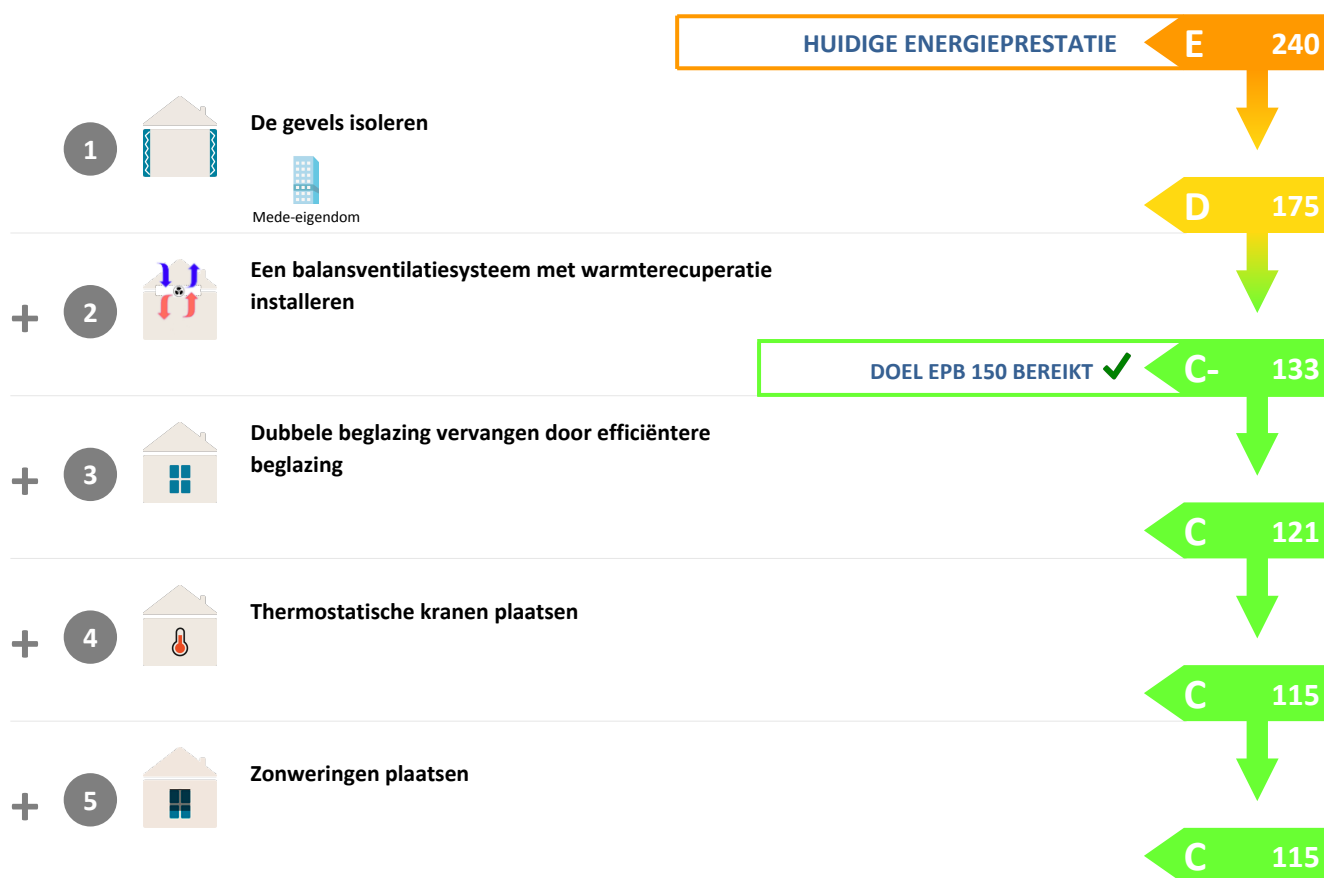 HUIDIGE ENERGIEPRESTATIE E 240
1 De gevels isoleren
Mede-eigendom
D 175
+ 2 Een balansventilatiesysteem met warmterecuperatie
installeren
DOEL EPB 150 BEREIKT ✓ C- 133
+ 3 Dubbele beglazing vervangen door efficiëntere
beglazing
C 121
+ 4 Thermostatische kranen plaatsen
C 115
+ 5 Zonweringen plaatsen
C 115